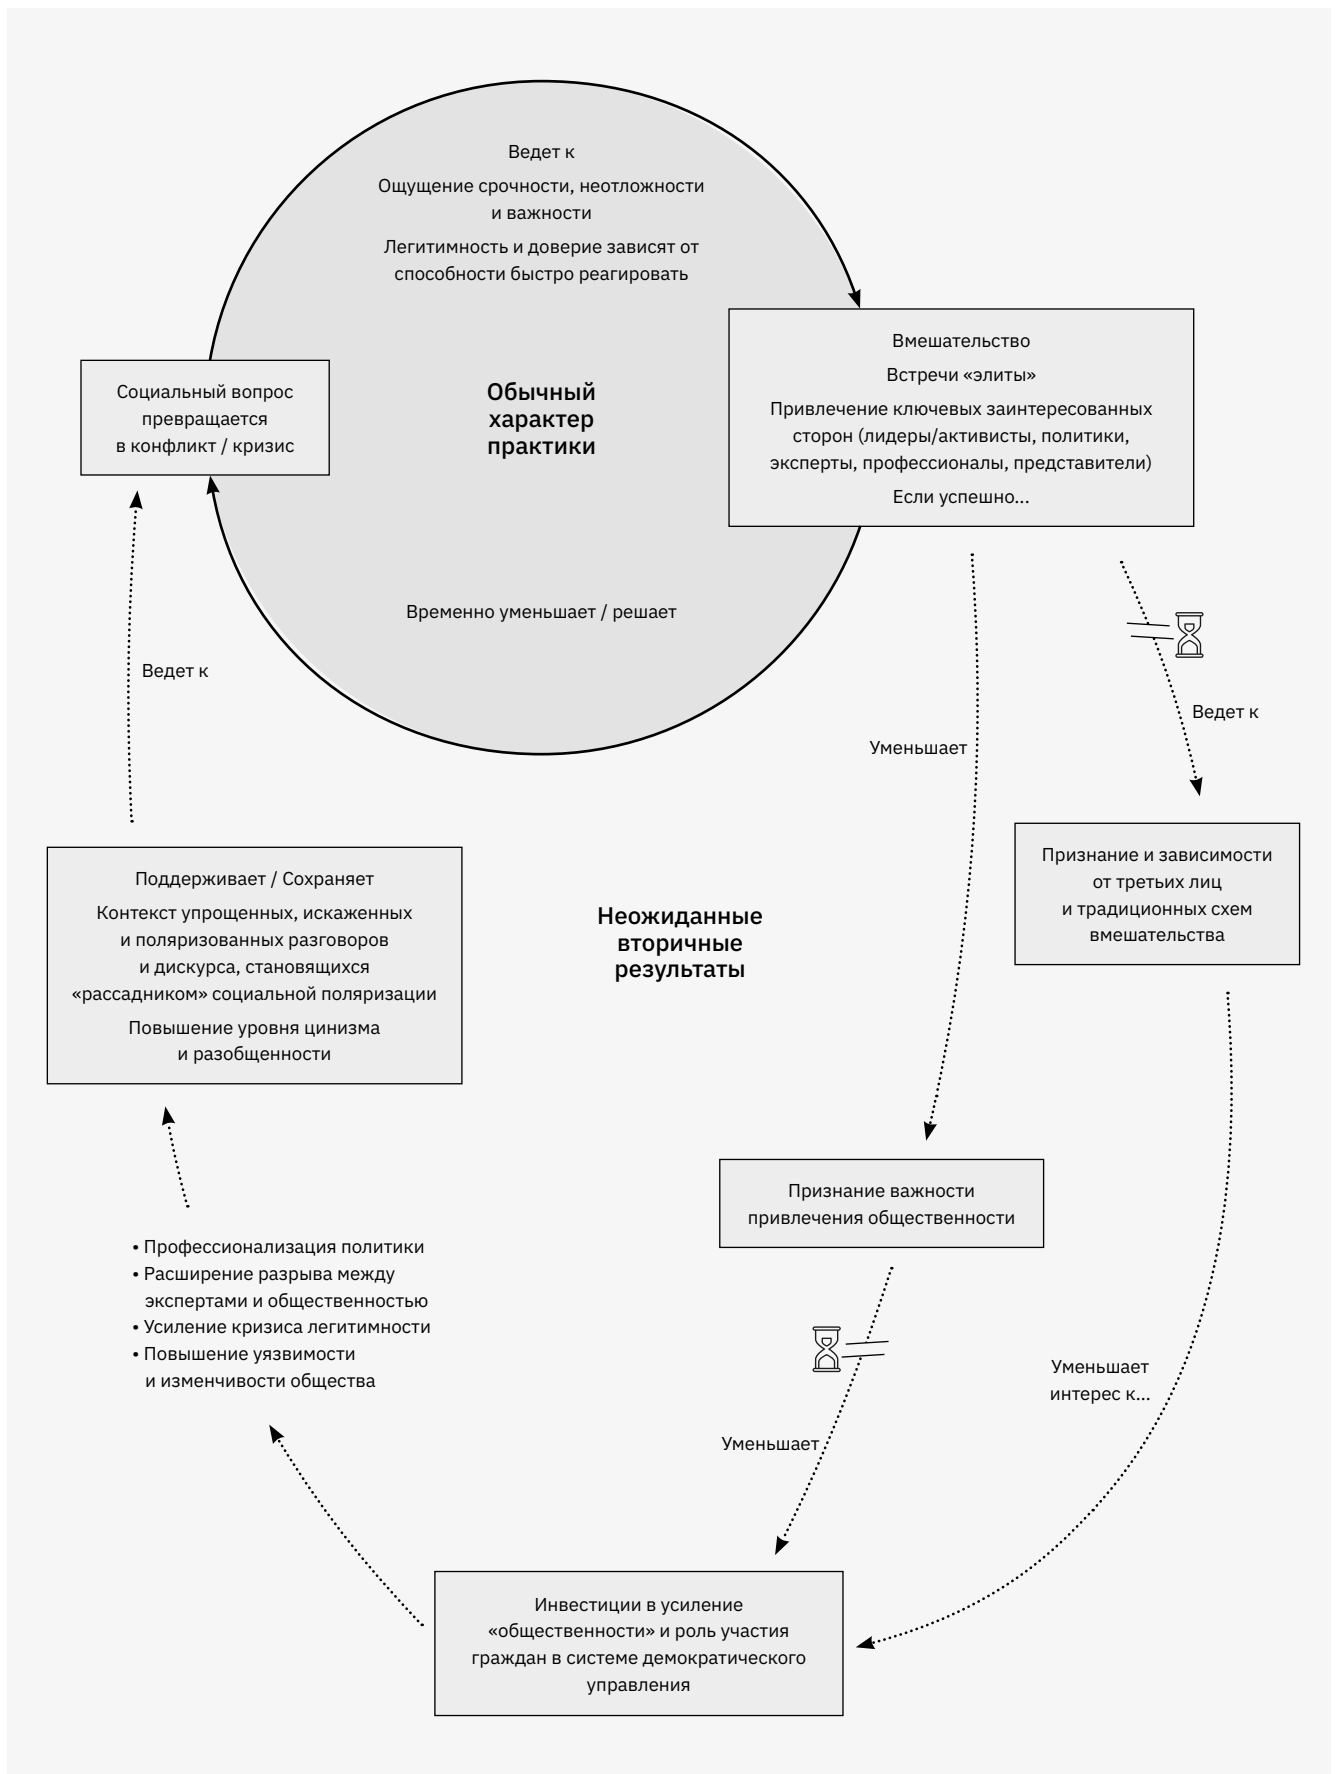 Ведет к
Ощущение срочности, неотложности
и важности
Легитимность и доверие зависят от
способности быстро реагировать
Социальный вопрос
превращается
в конфликт / кризис
Обычный
характер
практики
Вмешательство
Встречи «элиты»
Привлечение ключевых заинтересованных
сторон (лидеры/активисты, политики,
эксперты, профессионалы, представители)
Если успешно...
Временно уменьшает / решает
Ведет к
Уменьшает
Ведет к
Поддерживает / Сохраняет
Контекст упрощенных, искаженных
и поляризованных разговоров
и дискурса, становящихся
«рассадником» социальной поляризации
Повышение уровня цинизма
и разобщенности
Неожиданные
вторичные
результаты
Признание и зависимости
от третьих лиц
и традиционных схем
вмешательства
Признание важности
привлечения общественности
• Профессионализация политики
• Расширение разрыва между
экспертами и общественностью
• Усиление кризиса легитимности
• Повышение уязвимости
и изменчивости общества
Уменьшает
Уменьшает
интерес к...
Инвестиции в усиление
«общественности» и роль участия
граждан в системе демократического
управления